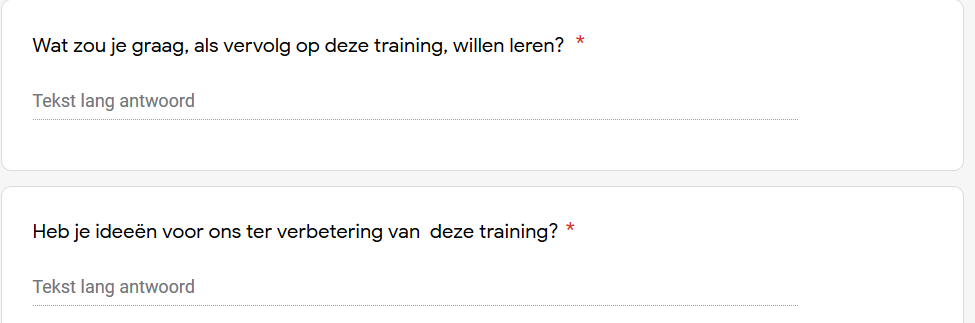 Wat zou je graag, als vervolg op deze training, willen leren? *
Tekst lang antwoord
Heb je ideeën voor ons ter verbetering van  deze training? *
Tekst lang antwoord